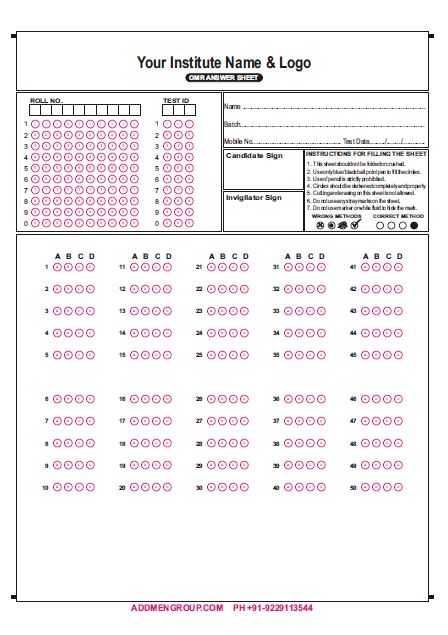 Your Institute Name & Logo
OMR ANSWER SHEET
ROLL NO. TEST ID
1
2
3
4
5
6
7
8
9
0
1
2
3
4
5
6
7
8
9
0
Name
Batch
Mobile No. Test Date / /
Candidate Sign
Invigilator Sign
INSTRUCTIONS FOR FILLING THE SHEET
1. This sheet should not be folded or crushed.
2. Use only blue/black ball point pen to fill the circles.
3. Use of pencil is strictly prohibited.
4. Circles should be darkened completely and properly.
5. Cutting and erasing on this sheet is not allowed.
6. Do not use any stray marks on the sheet.
7. Do not use marker or white fluid to hide the mark.
WRONG METHODS CORRECT METHOD
A B C D A B C D A B C D A B C D A B C D
1 11 21 31 41
2 12 22 32 42
3 13 23 33 43
4 14 24 34 44
5 15 25 35 45
6 16 26 36 46
7 17 27 37 47
8 18 28 38 48
9 19 29 39 49
10 20 30 40 50
ADDMENGROUP.COM PH +91-9229113544